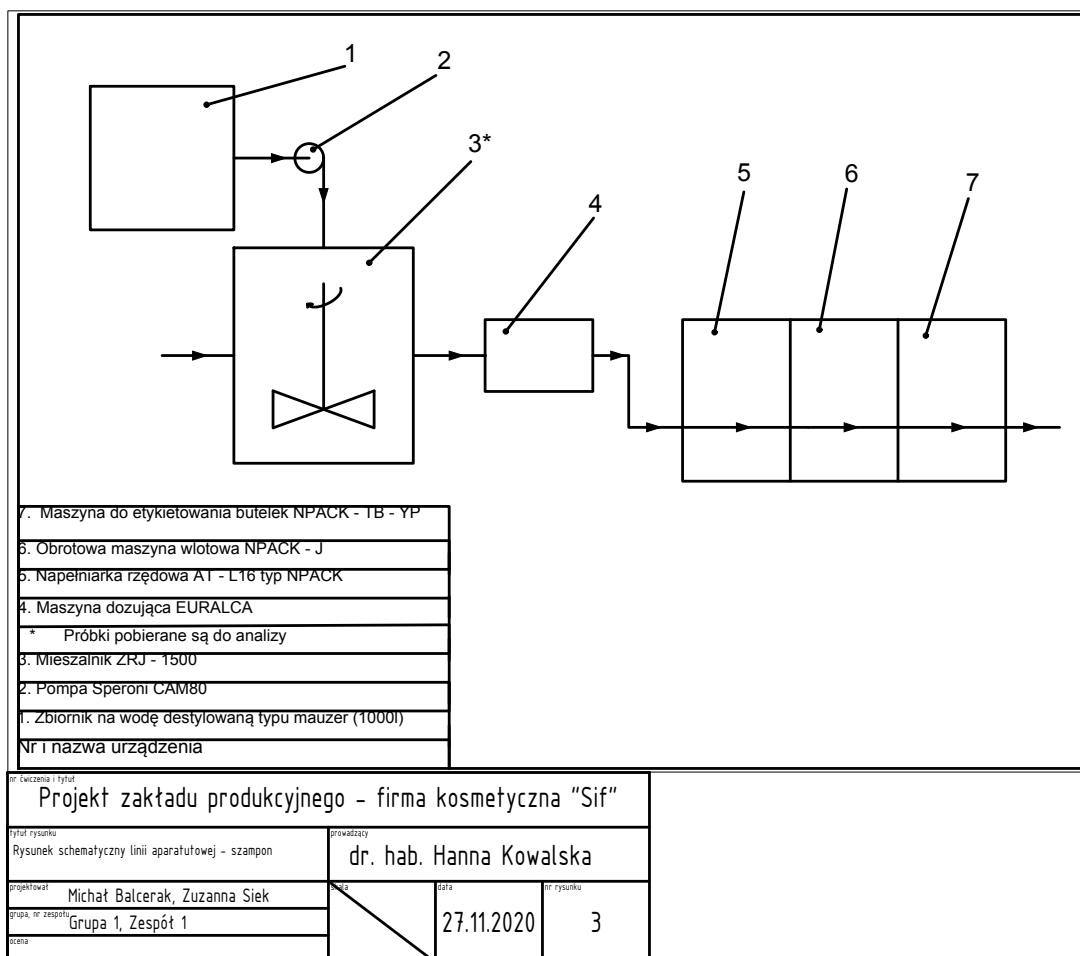 1
2
3*
4
5
6
7
7. Maszyna do etykietowania butelek NPACK - TB - YP
6. Obrotowa maszyna wlotowa NPACK - J
5. Napełniarka rzędowa AT - L16 typ NPACK
4. Maszyna dozująca EURALCA
* Próbki pobierane są do analizy
3. Mieszalnik ZRJ - 1500
2. Pompa Speroni CAM80
1. Zbiornik na wodę destylowaną typu mauzer (1000l)
Nr i nazwa urządzenia
nr ćwiczenia i tytuł
Projekt zakładu produkcyjnego - firma kosmetyczna "Sif"
tytuł rysunku
Rysunek schematyczny linii aparatutowej - szampon
prowadzący
dr. hab. Hanna Kowalska
projektował
Michał Balcerak, Zuzanna Siek
grupa, nr zespołu
Grupa 1, Zespół 1
ocena
skala
data
27.11.2020
nr rysunku
3